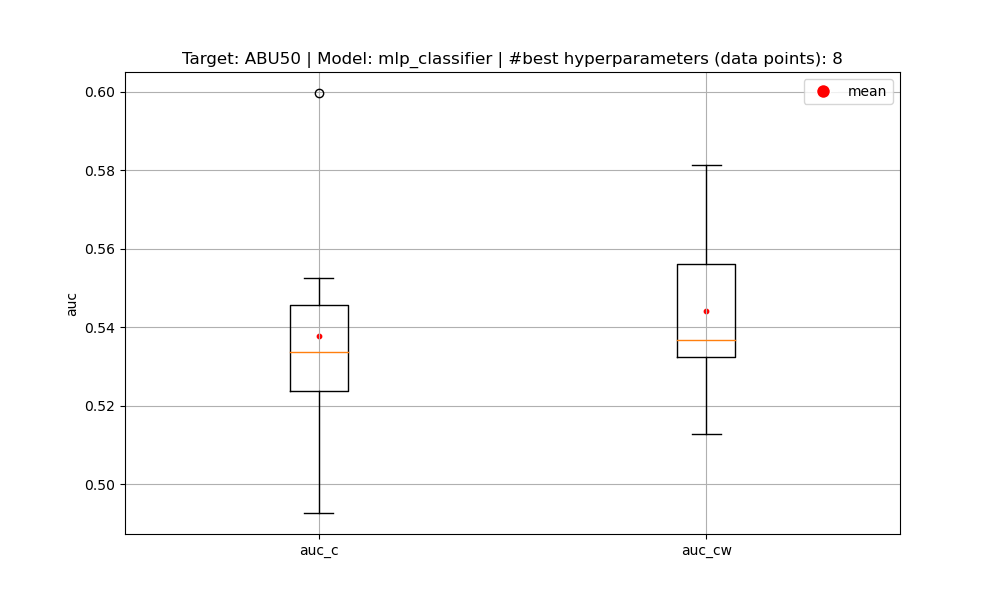 Target: ABU50 | Model: mlp_classifier | #best hyperparameters (data points): 8
mean
0.60
0.58
0.56
0.54
0.52
0.50
auc
auc_c
auc_cw